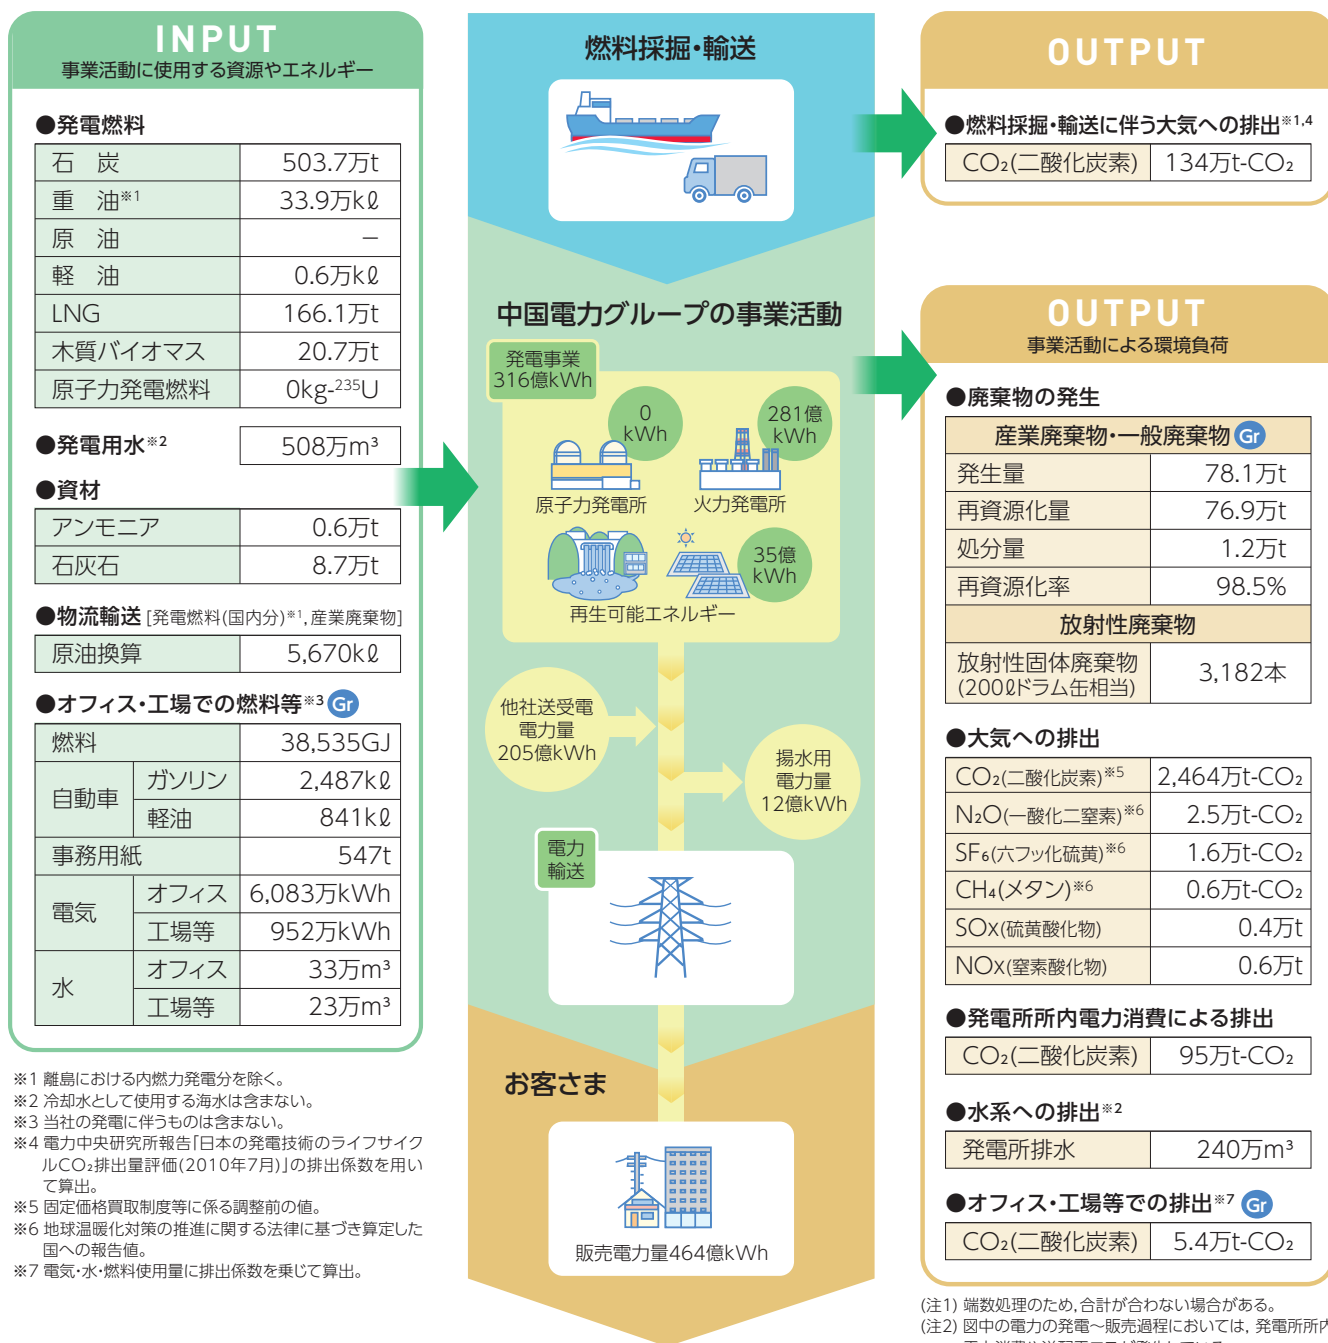 INPUT
事業活動に使用する資源やエネルギー
●発電燃料
石　炭 503.7万t
重　油※1 33.9万kℓ
原　油 －
軽　油 0.6万kℓ
LNG 166.1万t
木質バイオマス 20.7万t
原子力発電燃料 0kg-²³⁵U
●発電用水※2 508万m³
●資材
アンモニア 0.6万t
石灰石 8.7万t
●物流輸送[発電燃料(国内分)※1,産業廃棄物]
原油換算 5,670kℓ
●オフィス・工場での燃料等※3 Gr
燃料 38,535GJ
自動車 ガソリン 2,487kℓ
軽油 841kℓ
事務用紙 547t
電気 オフィス 6,083万kWh
工場等 952万kWh
水 オフィス 33万m³
工場等 23万m³
※1 離島における内燃力発電分を除く。
※2 冷却水として使用する海水は含まない。
※3 当社の発電に伴うものは含まない。
※4 電力中央研究所報告「日本の発電技術のライフサイク
ルCO₂排出量評価(2010年7月)」の排出係数を用い
て算出。
※5 固定価格買取制度等に係る調整前の値。
※6 地球温暖化対策の推進に関する法律に基づき算定した
国への報告値。
※7 電気・水・燃料使用量に排出係数を乗じて算出。
燃料採掘・輸送
中国電力グループの事業活動
発電事業
316億kWh
0
kWh
原子力発電所
281億
kWh
火力発電所
35億
kWh
再生可能エネルギー
他社送受電
電力量
205億kWh
揚水用
電力量
12億kWh
電力
輸送
お客さま
販売電力量464億kWh
OUTPUT
●燃料採掘・輸送に伴う大気への排出※1,4
CO₂(二酸化炭素) 134万t-CO₂
OUTPUT
事業活動による環境負荷
●廃棄物の発生
産業廃棄物・一般廃棄物 Gr
発生量 78.1万t
再資源化量 76.9万t
処分量 1.2万t
再資源化率 98.5%
放射性廃棄物
放射性固体廃棄物
(200ℓドラム缶相当) 3,182本
●大気への排出
CO₂(二酸化炭素)※5 2,464万t-CO₂
N₂O(一酸化二窒素)※6 2.5万t-CO₂
SF₆(六フッ化硫黄)※6 1.6万t-CO₂
CH₄(メタン)※6 0.6万t-CO₂
SOx(硫黄酸化物) 0.4万t
NOx(窒素酸化物) 0.6万t
●発電所所内電力消費による排出
CO₂(二酸化炭素) 95万t-CO₂
●水系への排出※2
発電所排水 240万m³
●オフィス・工場等での排出※7 Gr
CO₂(二酸化炭素) 5.4万t-CO₂
(注1) 端数処理のため,合計が合わない場合がある。
(注2) 図中の電力の発電～販売過程においては, 発電所所内